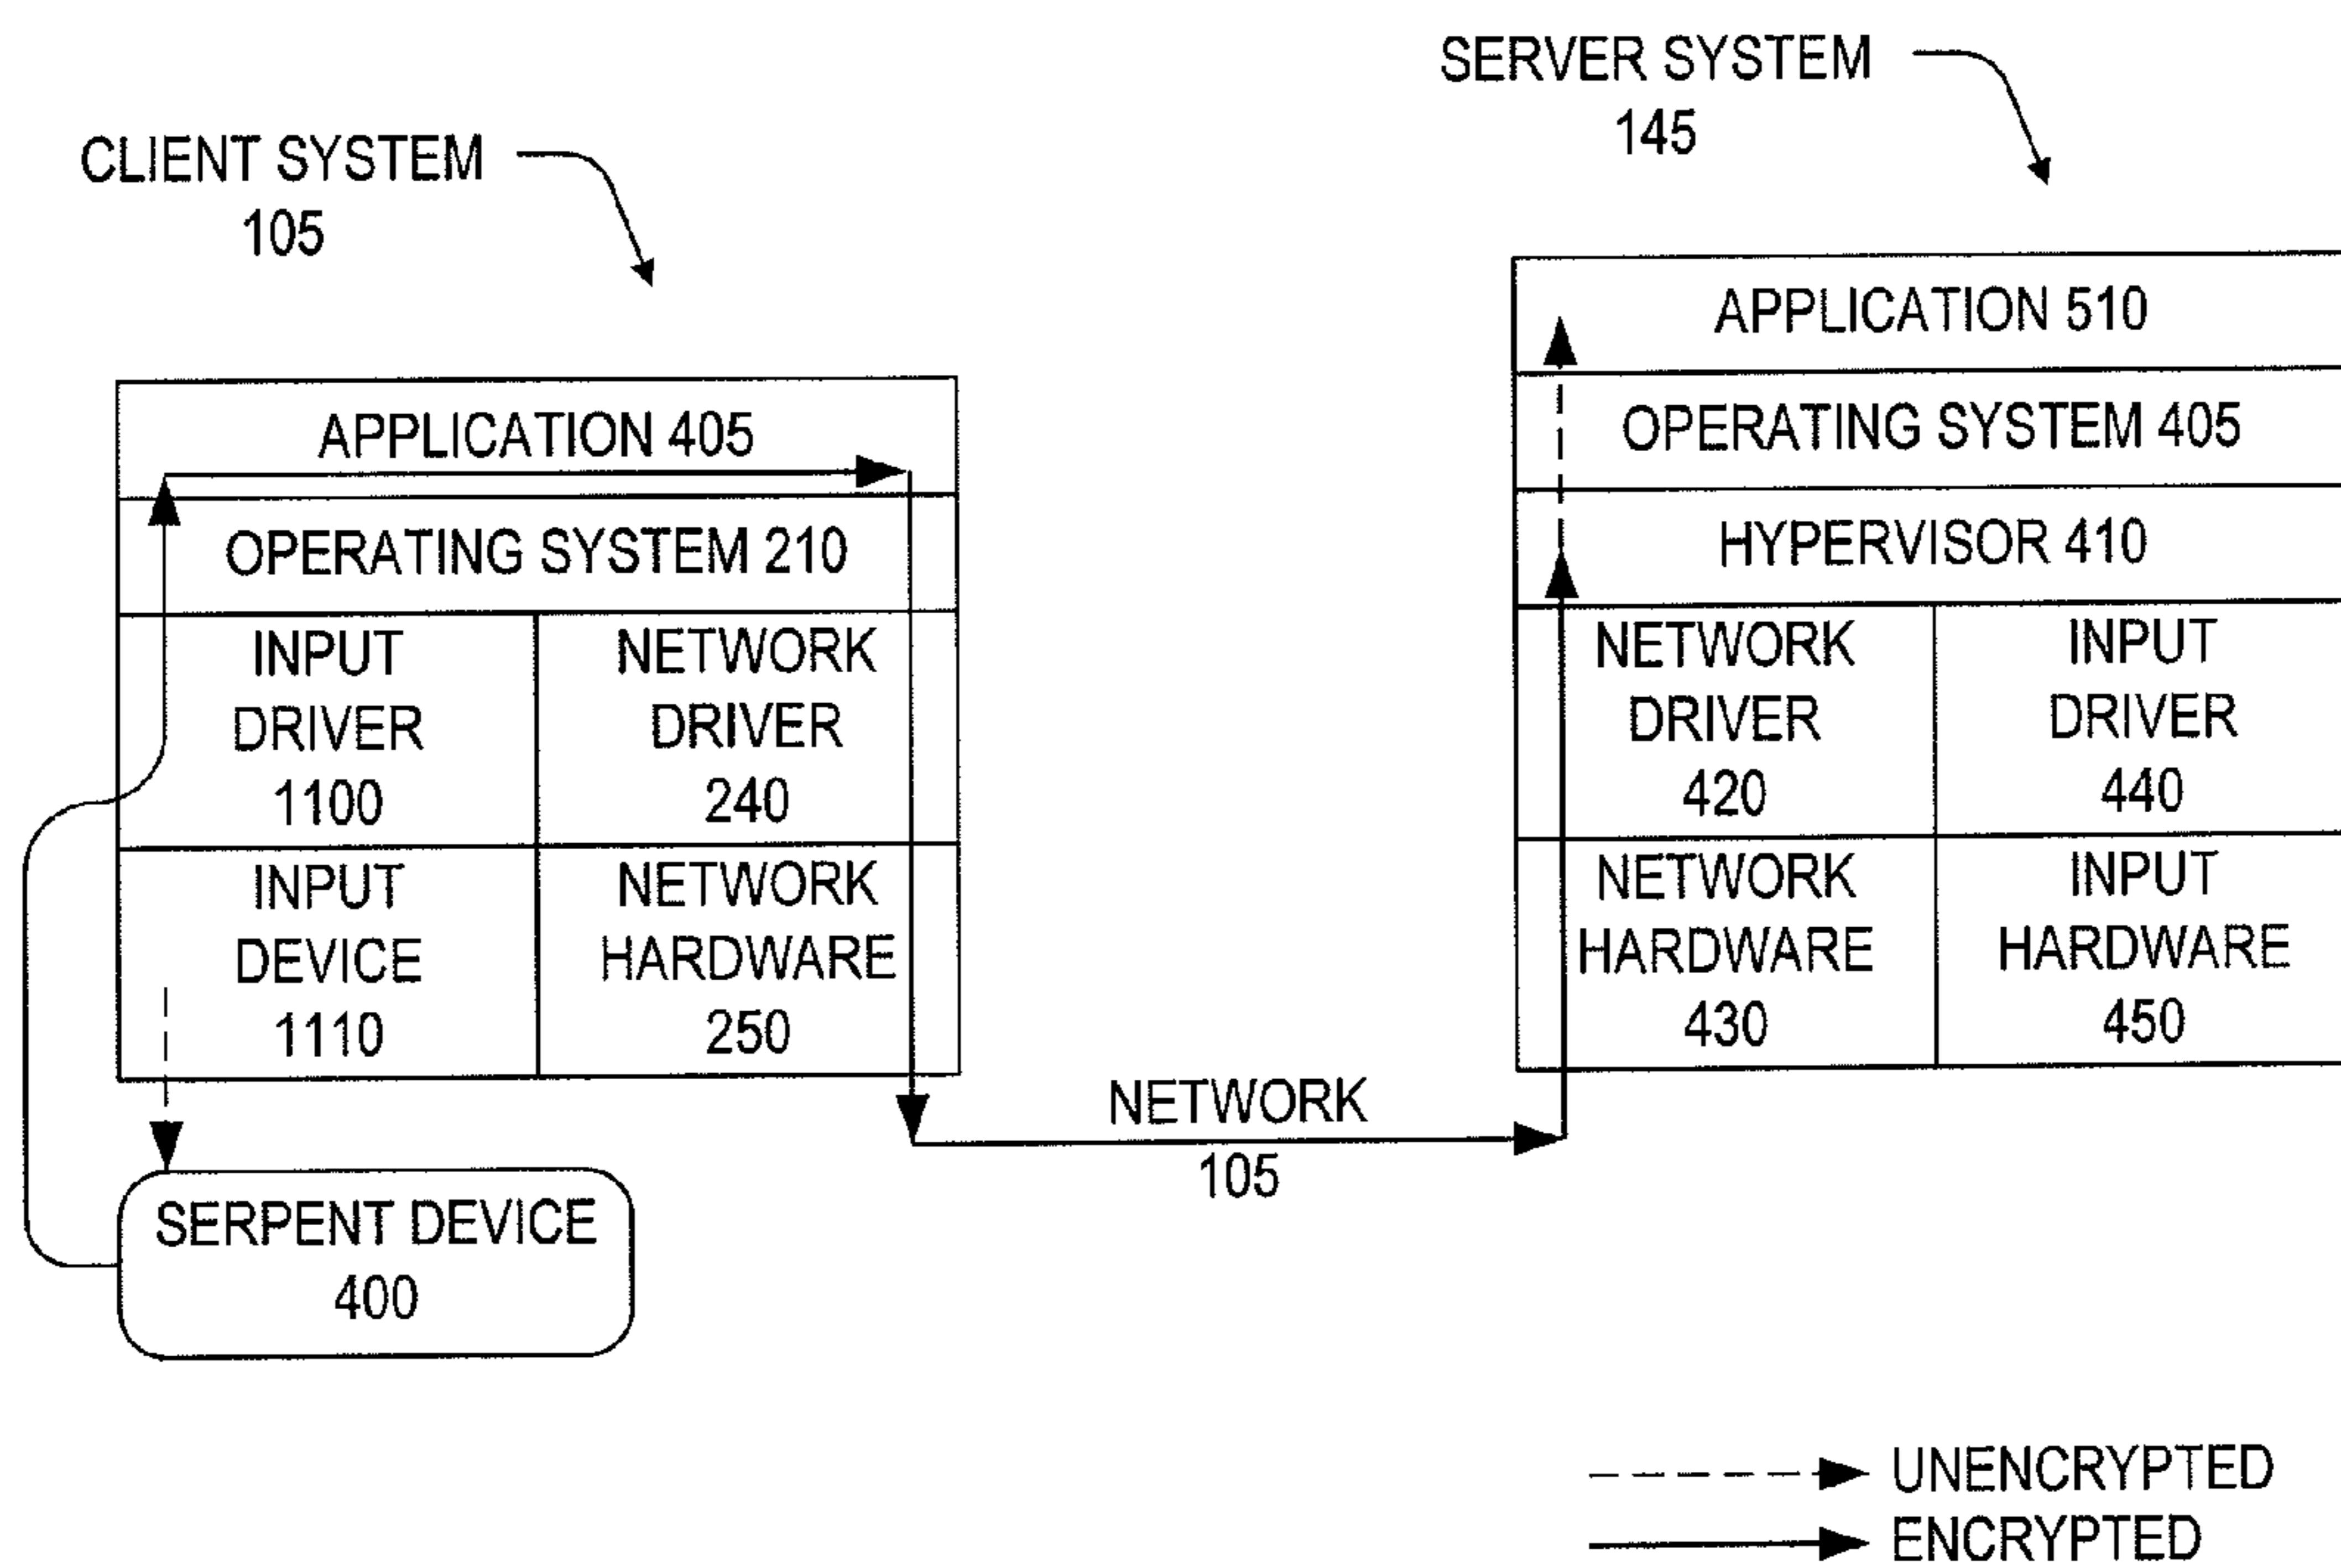 SERVER SYSTEM
145
CLIENT SYSTEM
105
APPLICATION 405
OPERATING SYSTEM 210
INPUT
DRIVER
1100
NETWORK
DRIVER
240
INPUT
DEVICE
1110
NETWORK
HARDWARE
250
SERPENT DEVICE
400
NETWORK
105
APPLICATION 510
OPERATING SYSTEM 405
HYPERVISOR 410
NETWORK
DRIVER
420
INPUT
DRIVER
440
NETWORK
HARDWARE
430
INPUT
HARDWARE
450
UNENCRYPTED
ENCRYPTED